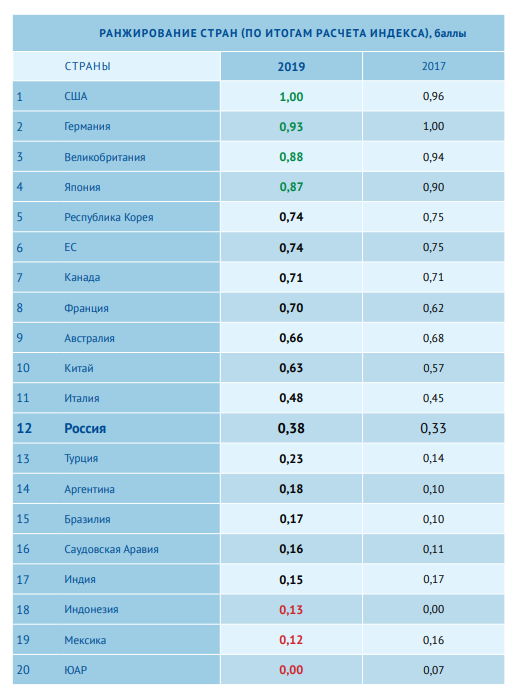 РАНЖИРОВАНИЕ СТРАН (ПО ИТОГАМ РАСЧЕТА ИНДЕКСА), баллы
СТРАНЫ 2019 2017
1 США 1,00 0,96
2 Германия 0,93 1,00
3 Великобритания 0,88 0,94
4 Япония 0,87 0,90
5 Республика Корея 0,74 0,75
6 ЕС 0,74 0,75
7 Канада 0,71 0,71
8 Франция 0,70 0,62
9 Австралия 0,66 0,68
10 Китай 0,63 0,57
11 Италия 0,48 0,45
12 Россия 0,38 0,33
13 Турция 0,23 0,14
14 Аргентина 0,18 0,10
15 Бразилия 0,17 0,10
16 Саудовская Аравия 0,16 0,11
17 Индия 0,15 0,17
18 Индонезия 0,13 0,00
19 Мексика 0,12 0,16
20 ЮАР 0,00 0,07